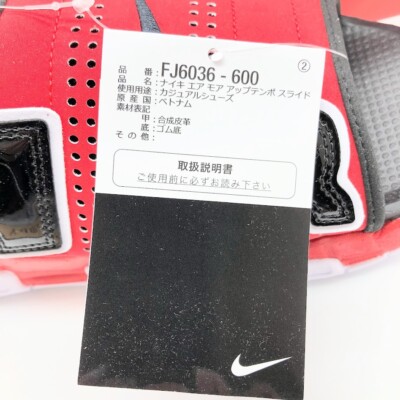 ②
品 番 : FJ6036 - 600
品 名 : ナイキ エア モア アップテンポ スライド
使用用途 : カジュアルシューズ
原 産 国 : ベトナム
素材表記
甲 : 合成皮革
底 : ゴム底
そ の 他 :
取扱説明書
ご使用前に必ずお読み下さい